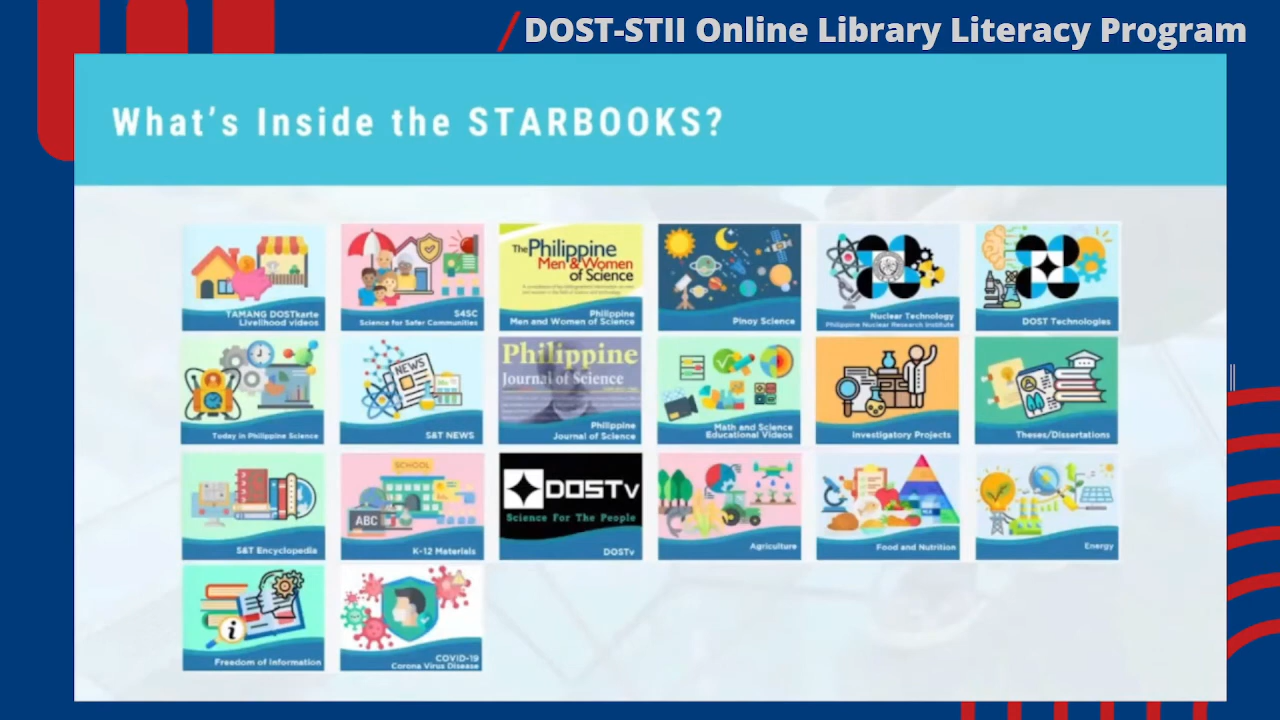 /DOST-STII Online Library Literacy Program
What's Inside the STARBOOKS?
TAMANG DOSTkarte
Livelihood videos
S4SC
Science for Safer Communities
The Philippine
Men & Women
of Science
Philippine
Men and Women of Science
Pinoy Science
Nuclear Technology
Philippine Nuclear Research Institute
DOST Technologies
Today in Philippine Science
NEWS
S&T NEWS
Philippine
Journal of Science
Philippine
Journal of Science
Math and Science
Educational Videos
Investigatory Projects
Theses/Dissertations
S&T Encyclopedia
SCHOOL
ABC
K-12 Materials
DOSTv
Science For The People
DOSTv
Agriculture
MILK
Food and Nutrition
Energy
i
Freedom of Information
COVID-19
Corona Virus Disease